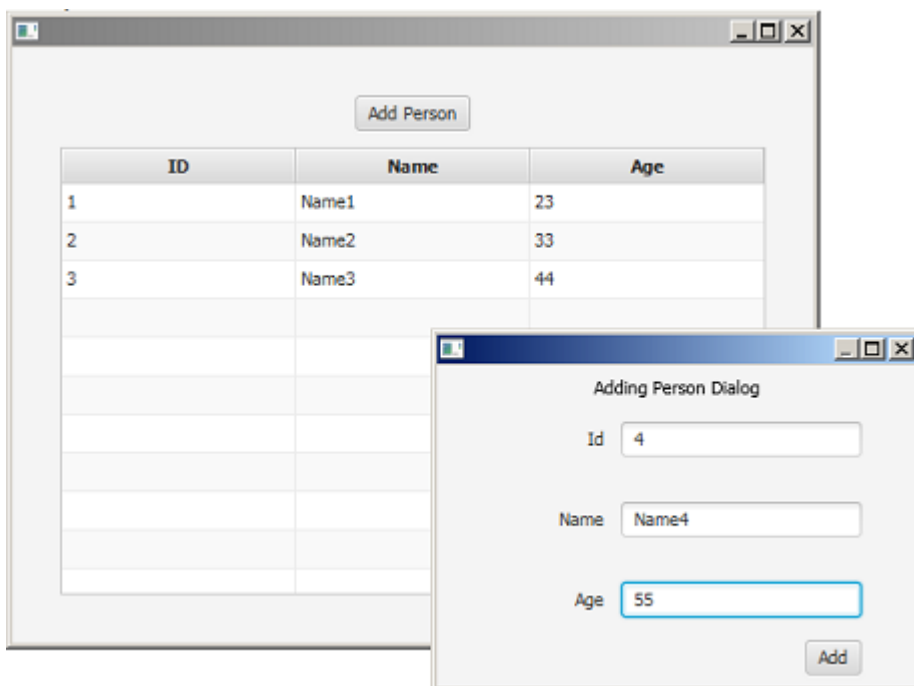 Add Person
ID Name Age
1 Name1 23
2 Name2 33
3 Name3 44
Adding Person Dialog
Id 4
Name Name4
Age 55
Add